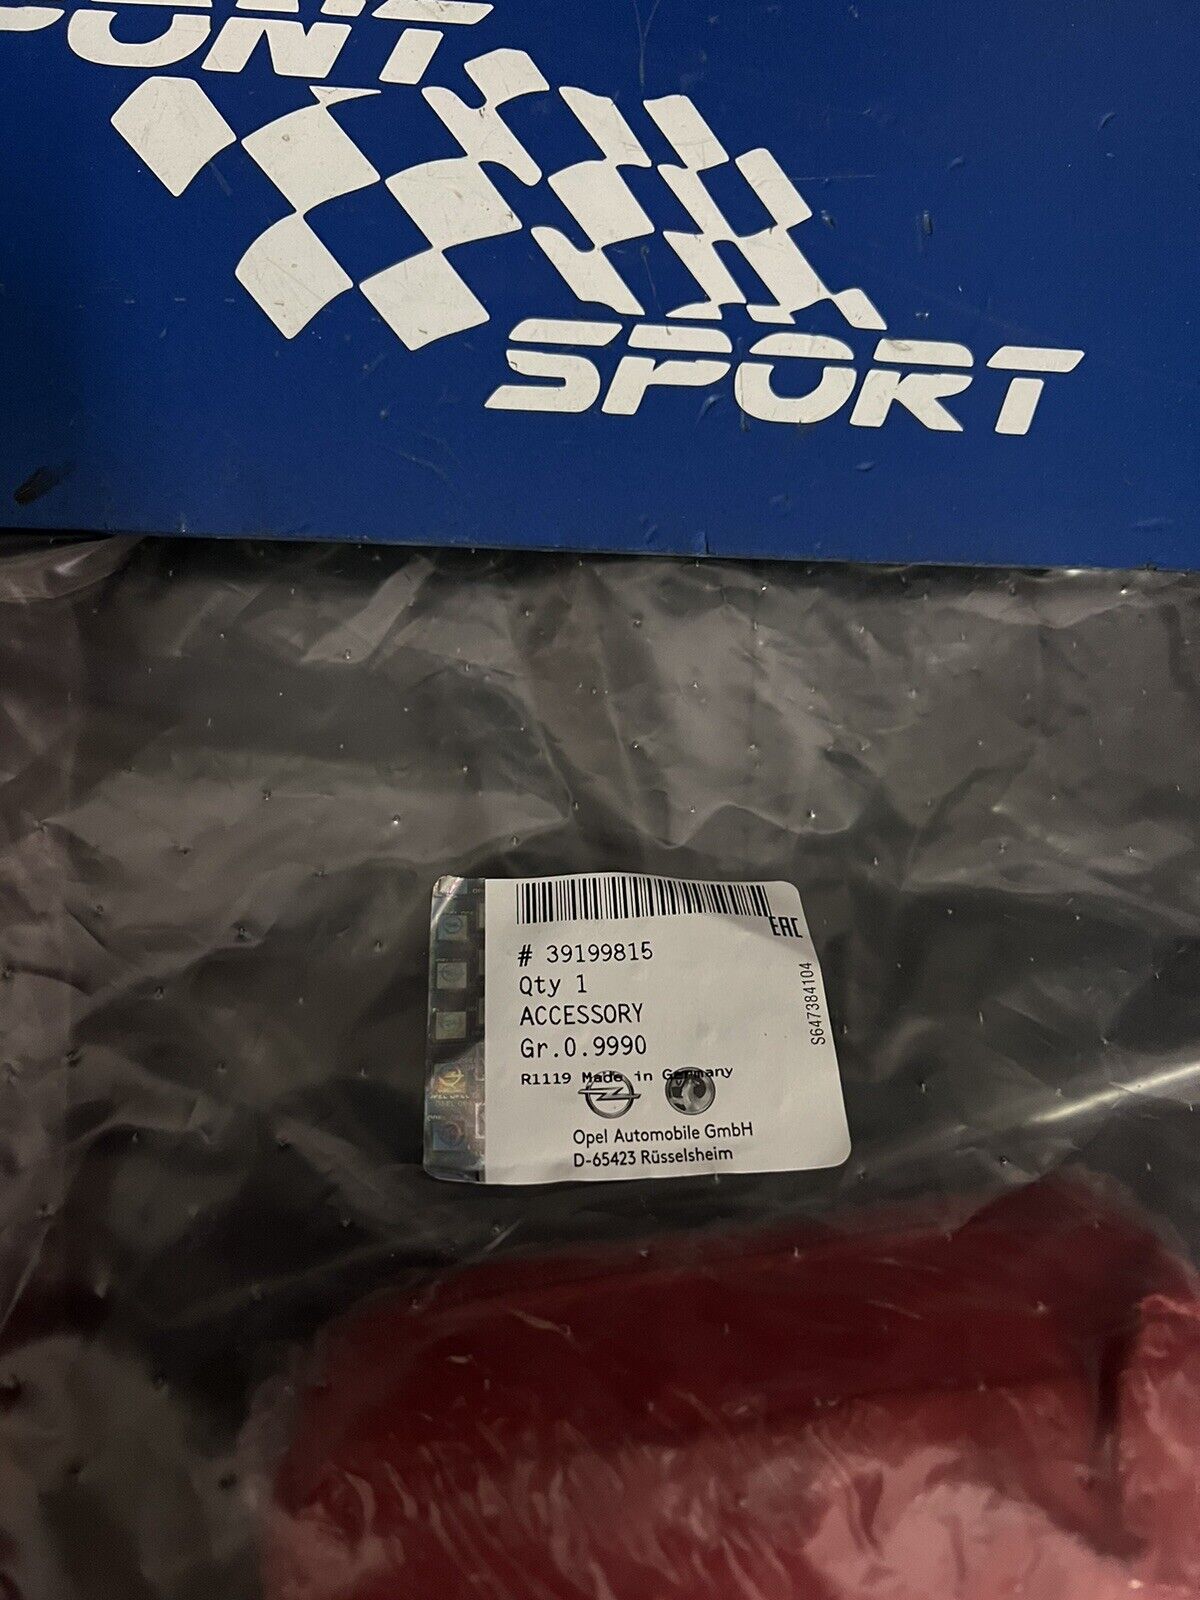 PONT
SPORT
EAC
# 39199815
Qty 1
ACCESSORY
Gr.0.9990
R1119 Made in Germany
Opel Automobile GmbH
D-65423 Rüsselsheim
S647384104